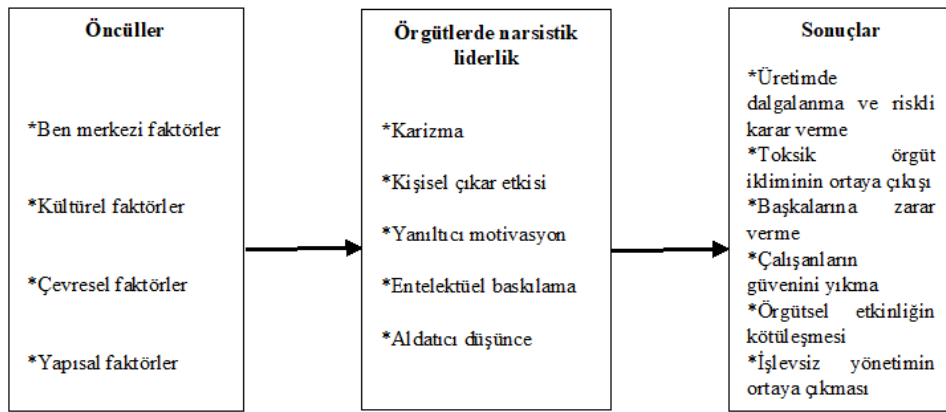 Öncüller
*Ben merkezi faktörler
*Kültürel faktörler
*Çevresel faktörler
*Yapısal faktörler
Örgütlerde narsistik
liderlik
*Karizma
*Kişisel çıkar etkisi
*Yanıltıcı motivasyon
*Entelektüel baskılama
*Aldatıcı düşünce
Sonuçlar
*Üretimde
dalgalanma ve riskli
karar verme
*Toksik örgüt
ikliminin ortaya çıkışı
*Başkalarına zarar
verme
*Çalışanların
güvenini yıkma
*Örgütsel etkinliğin
kötüleşmesi
*İşlevsiz yönetimin
ortaya çıkması